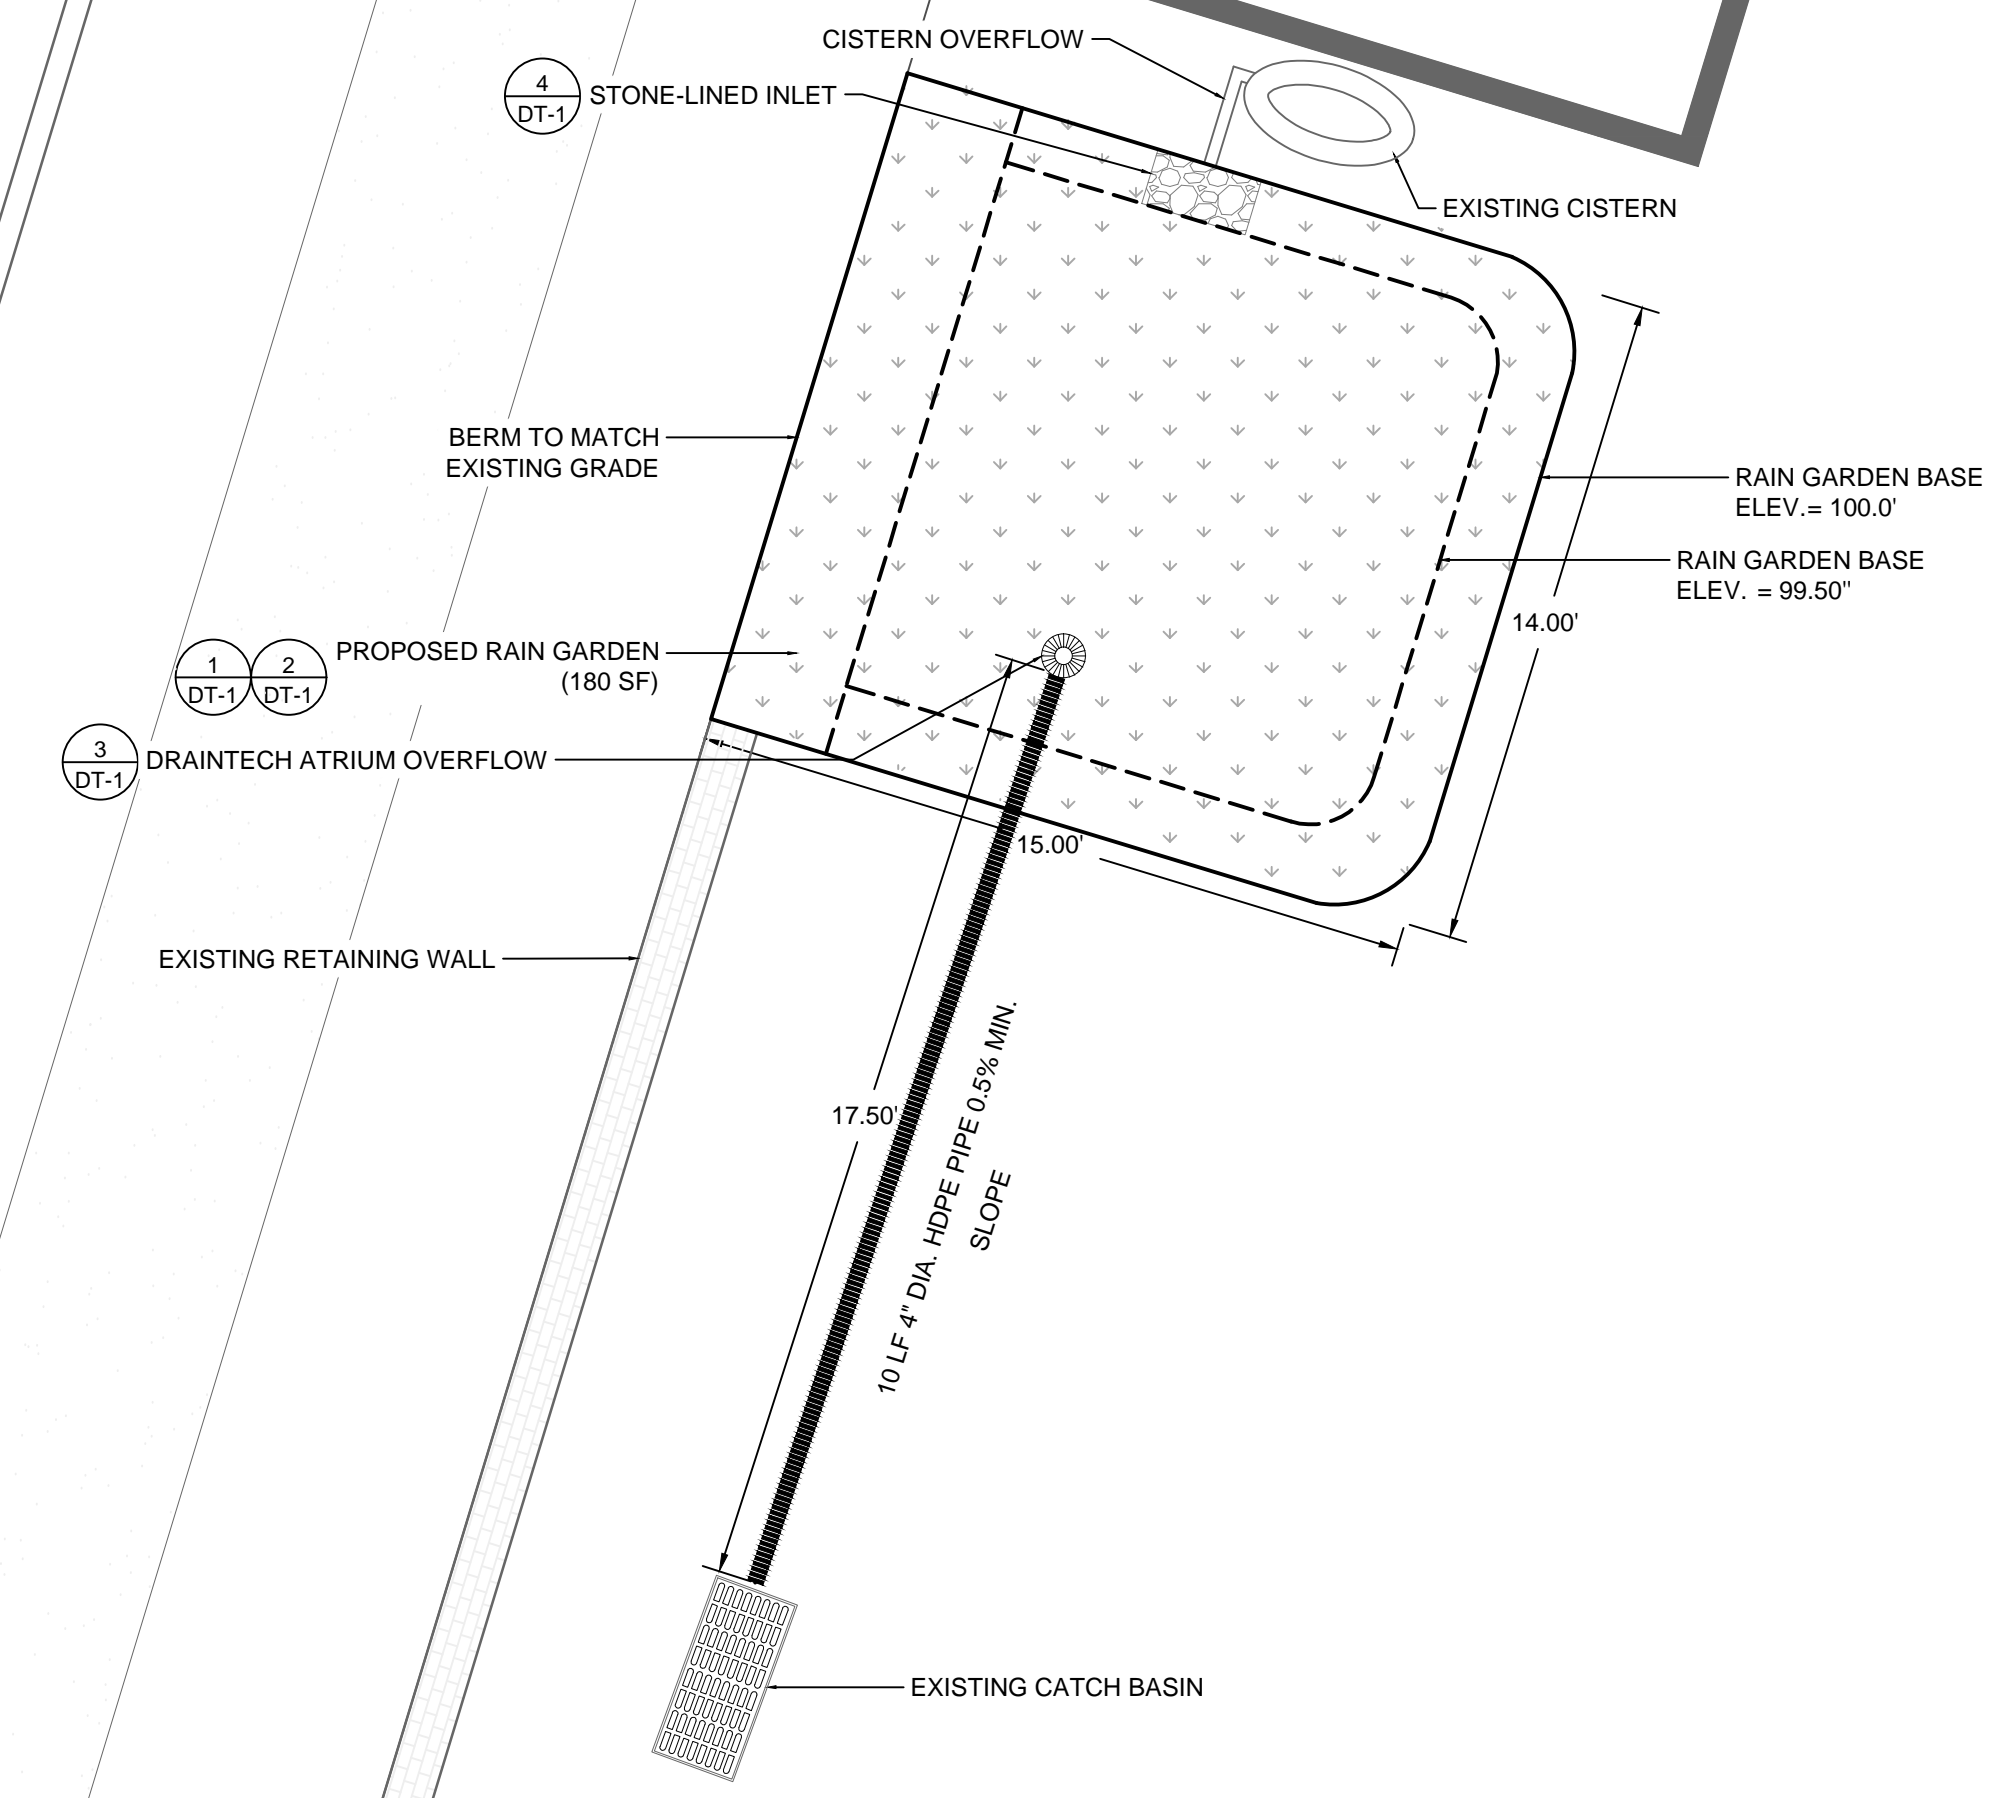 CISTERN OVERFLOW
4
DT-1
STONE-LINED INLET
EXISTING CISTERN
BERM TO MATCH
EXISTING GRADE
RAIN GARDEN BASE
ELEV.= 100.0'
RAIN GARDEN BASE
ELEV. = 99.50"
14.00'
1
DT-1
2
DT-1
PROPOSED RAIN GARDEN
(180 SF)
3
DT-1
DRAINTECH ATRIUM OVERFLOW
15.00'
EXISTING RETAINING WALL
17.50'
10 LF 4" DIA. HDPE PIPE 0.5% MIN.
SLOPE
EXISTING CATCH BASIN